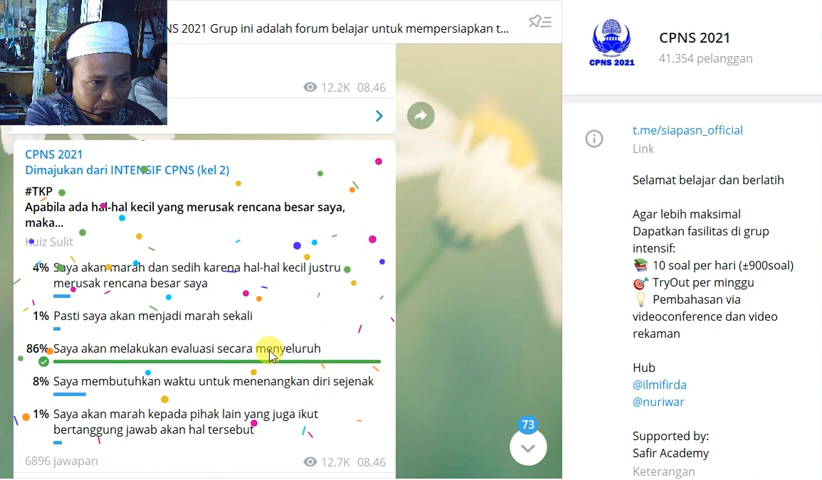 NS 2021 Grup ini adalah forum belajar untuk mempersiapkan t...
12.2K 08.46
CPNS 2021
Dimajukan dari INTENSIF CPNS (kel 2)
#TKP
Apabila ada hal-hal kecil yang merusak rencana besar saya,
maka...
Kuiz Sulit
4% Saya akan marah dan sedih karena hal-hal kecil justru
merusak rencana besar saya
1% Pasti saya akan menjadi marah sekali
86% Saya akan melakukan evaluasi secara menyeluruh
8% Saya membutuhkan waktu untuk menenangkan diri sejenak
1% Saya akan marah kepada pihak lain yang juga ikut
bertanggung jawab akan hal tersebut
6896 jawapan
12.7K 08.46
73
CPNS 2021
CPNS 2021
41.354 pelanggan
t.me/siapasn_official
Link
Selamat belajar dan berlatih
Agar lebih maksimal
Dapatkan fasilitas di grup
intensif:
10 soal per hari (±900soal)
TryOut per minggu
Pembahasan via
videoconference dan video
rekaman
Hub
@ilmifirda
@nuriwar
Supported by:
Safir Academy
Keterangan